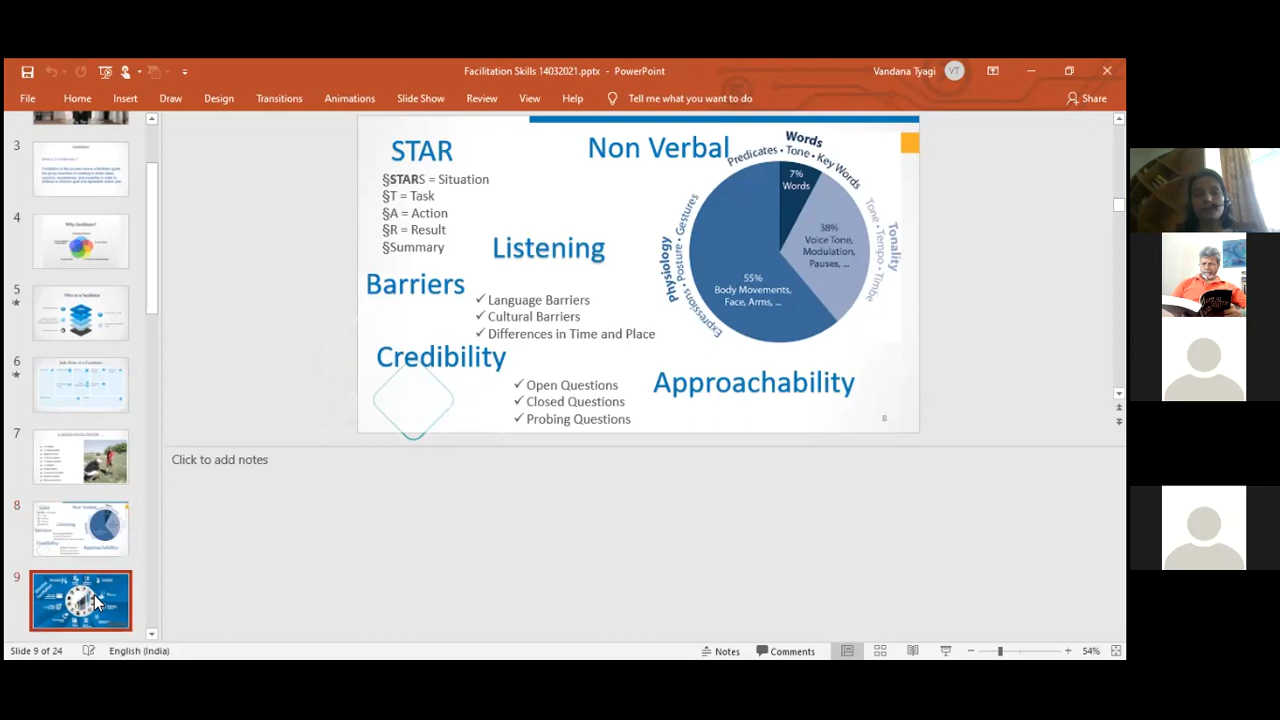 Facilitation Skills 14032021.pptx - PowerPoint
Vandana Tyagi VT
File Home Insert Draw Design Transitions Animations Slide Show Review View Help Tell me what you want to do Share
3
4
Why facilitate?
5
6
7
8
9
STAR
§STARS = Situation
§T = Task
§A = Action
§R = Result
§Summary
Non Verbal
Listening
Barriers
✓Language Barriers
✓Cultural Barriers
✓Differences in Time and Place
Credibility
✓Open Questions
✓Closed Questions
✓Probing Questions
Approachability
Words
Predicates • Tone • Key Words
7%
Words
38%
Voice Tone,
Modulation,
Pauses, ...
Tonality
Tone • Tempo • Timbe
55%
Body Movements,
Face, Arms, ...
Physiology
Expressions • Posture • Gestures
8
Click to add notes
Slide 9 of 24 English (India) Notes Comments 54%